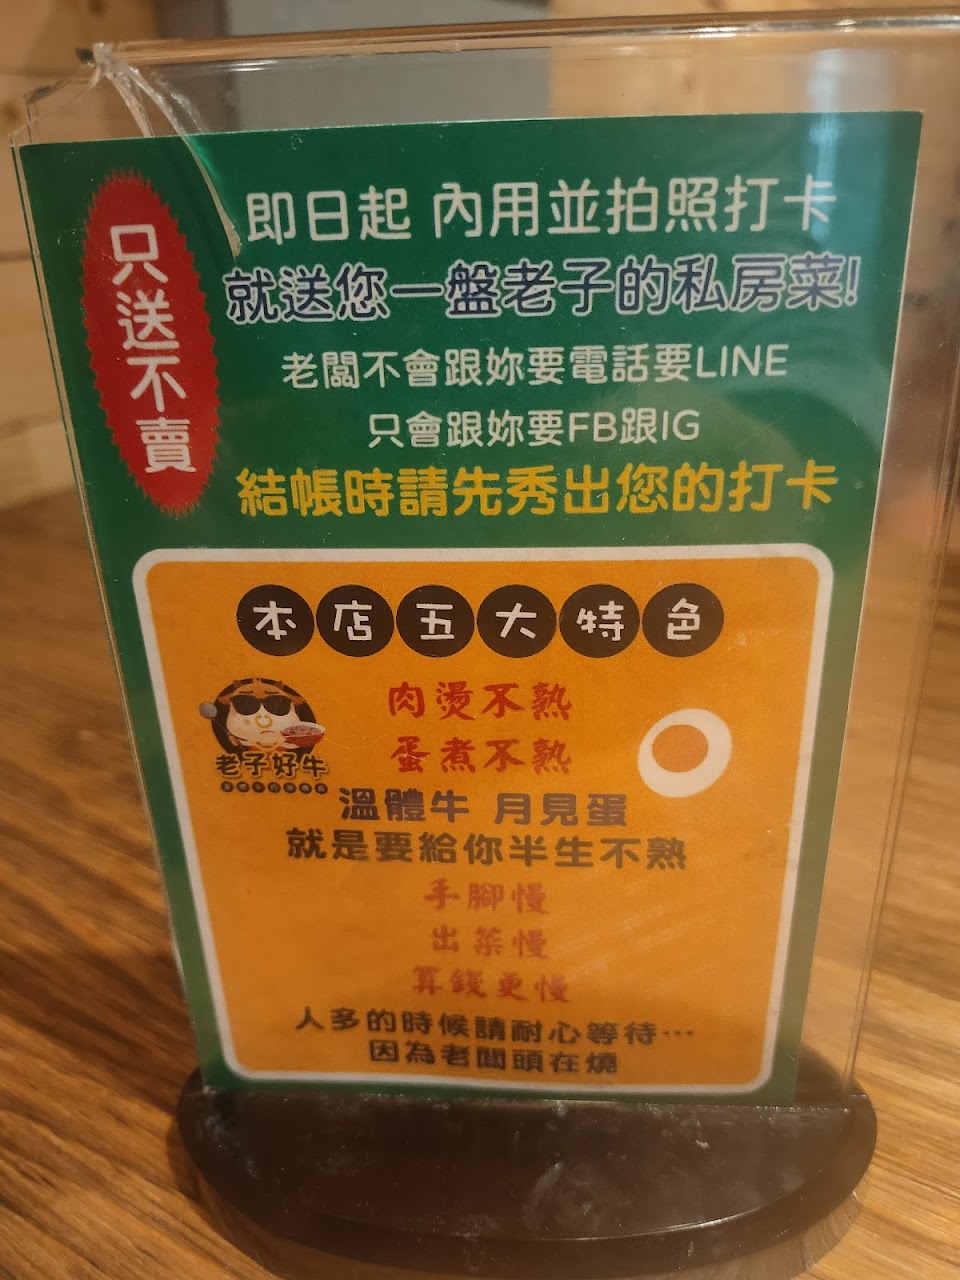 只送不賣
即日起 內用並拍照打卡
就送您一盤老子的私房菜!
老闆不會跟妳要電話要LINE
只會跟妳要FB跟IG
結帳時請先秀出您的打卡
本店五大特色
肉燙不熟
蛋煮不熟
老子好牛
溫體牛 月見蛋
就是要給你半生不熟
手腳慢
出菜慢
算錢更慢
人多的時候請耐心等待…
因為老闆頭在燒